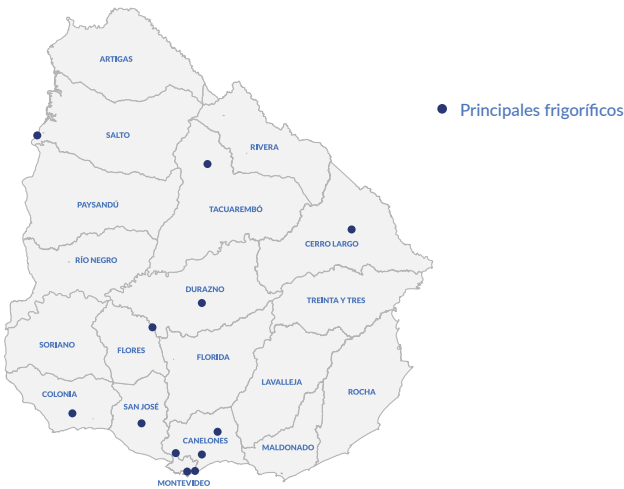 ARTIGAS
Principales frigoríficos
SALTO
RIVERA
PAYSANDÚ
TACUAREMBÓ
CERRO LARGO
RÍO NEGRO
DURAZNO
TREINTA Y TRES
SORIANO
FLORES
FLORIDA
LAVALLEJA
ROCHA
COLONIA
SAN JOSÉ
CANELONES
MALDONADO
MONTEVIDEO